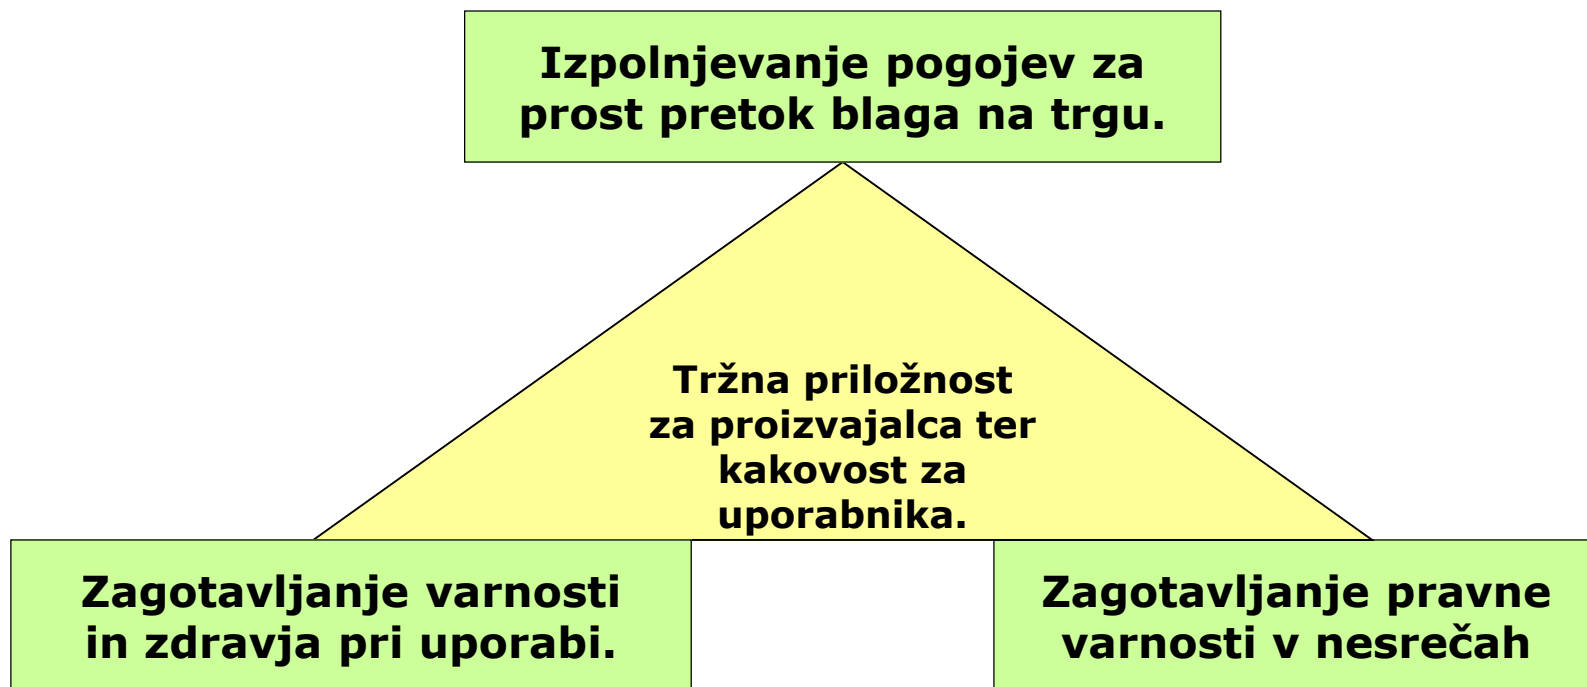 Izpolnjevanje pogojev za
prost pretok blaga na trgu.
Tržna priložnost
za proizvajalca ter
kakovost za
uporabnika.
Zagotavljanje varnosti
in zdravja pri uporabi.
Zagotavljanje pravne
varnosti v nesrečah